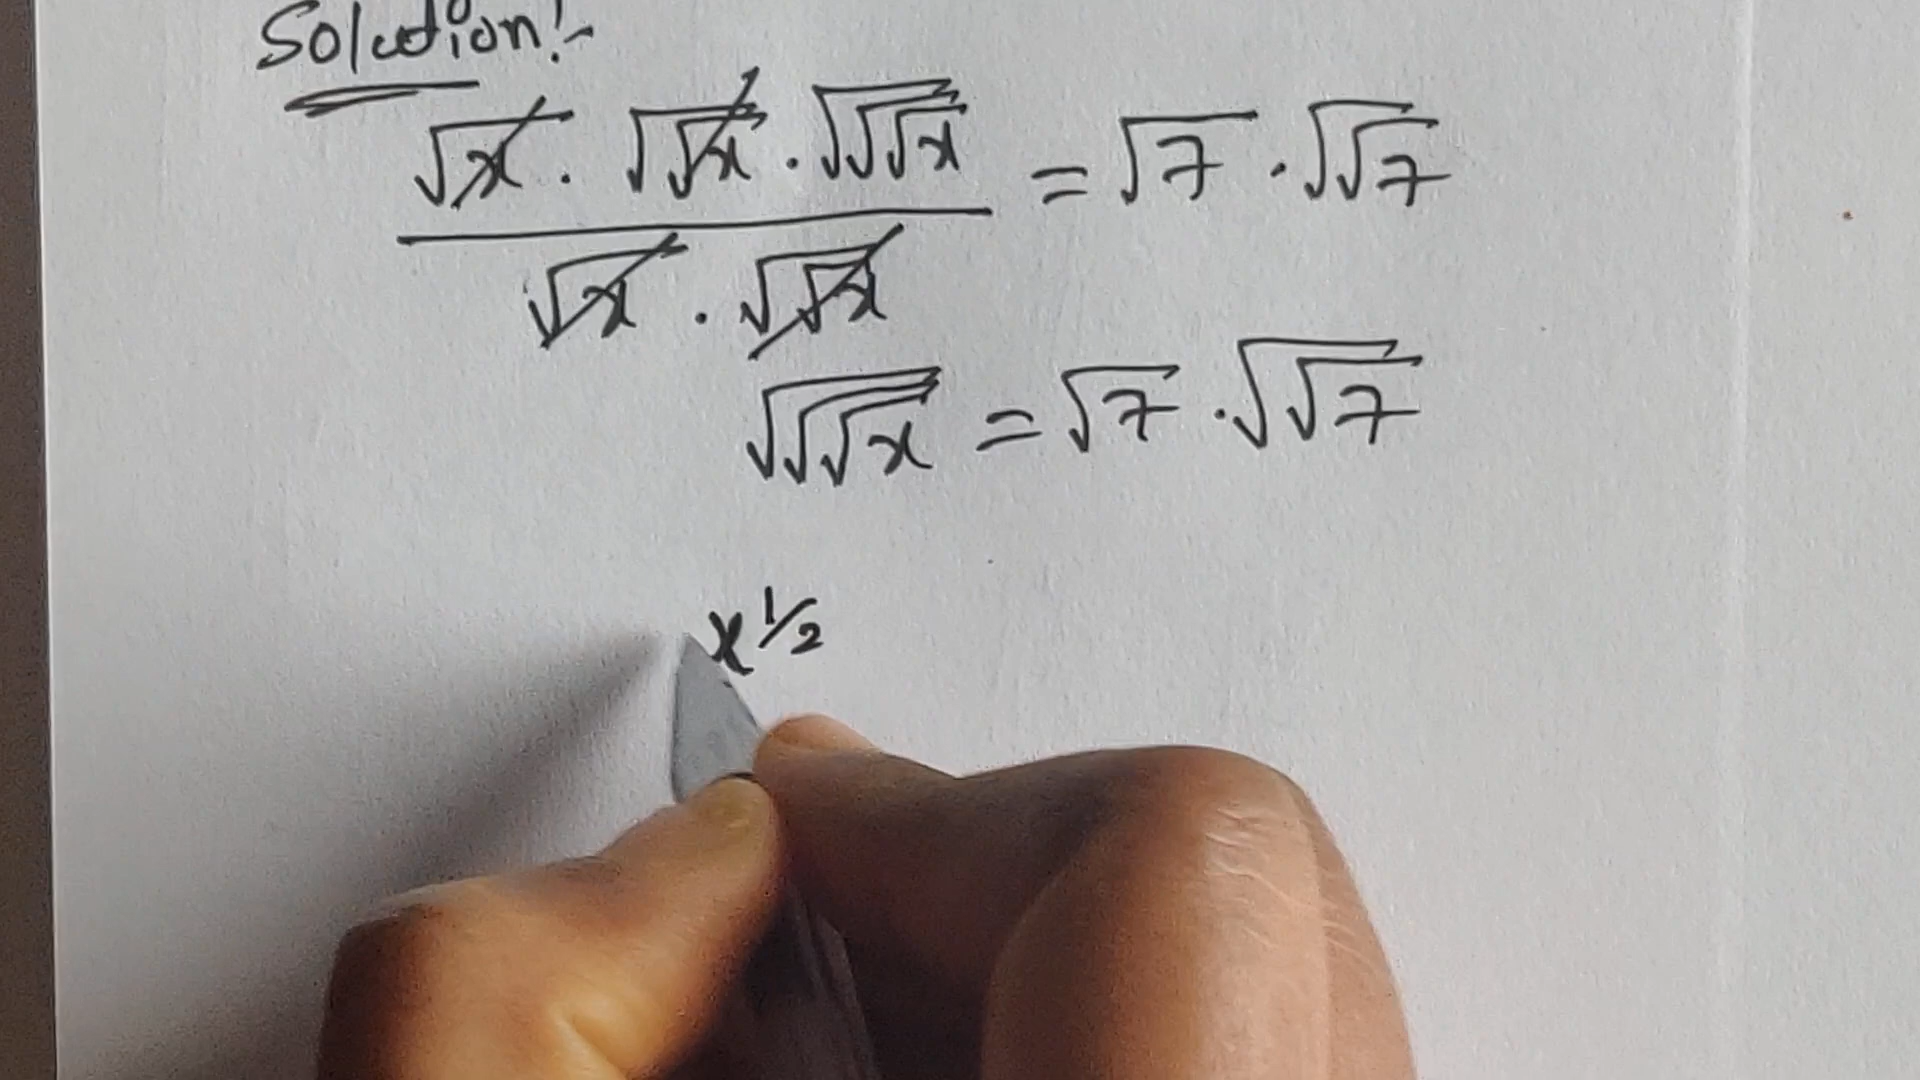 Solution:-
√x . √√x . √√√x = √7 . √√7
√x . √√x
√√√x = √7 . √√7
x 1/2